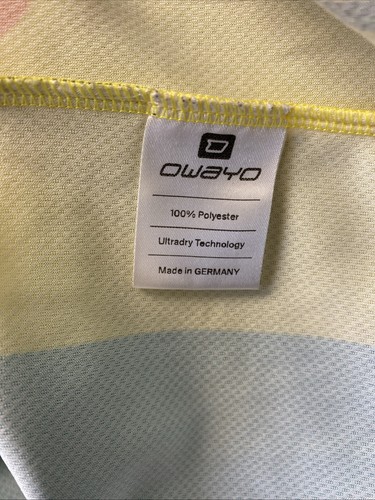 owayo
100% Polyester
Ultradry Technology
Made in GERMANY